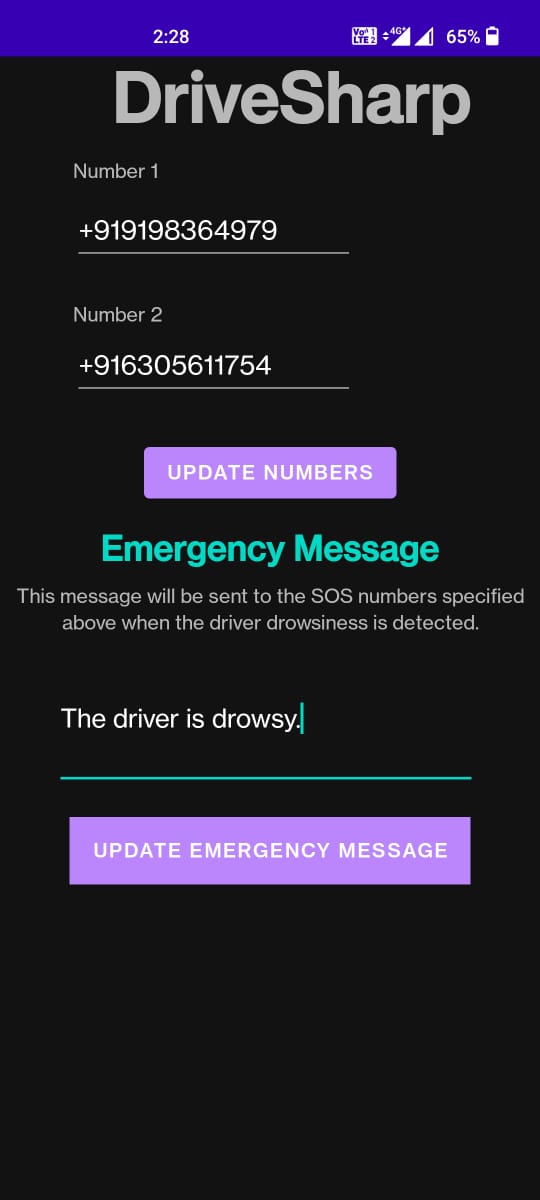 2:28
Vo) 1
LTE 2
4G+
65%
DriveSharp
Number 1
+919198364979
Number 2
+916305611754
UPDATE NUMBERS
Emergency Message
This message will be sent to the SOS numbers specified
above when the driver drowsiness is detected.
The driver is drowsy.
UPDATE EMERGENCY MESSAGE